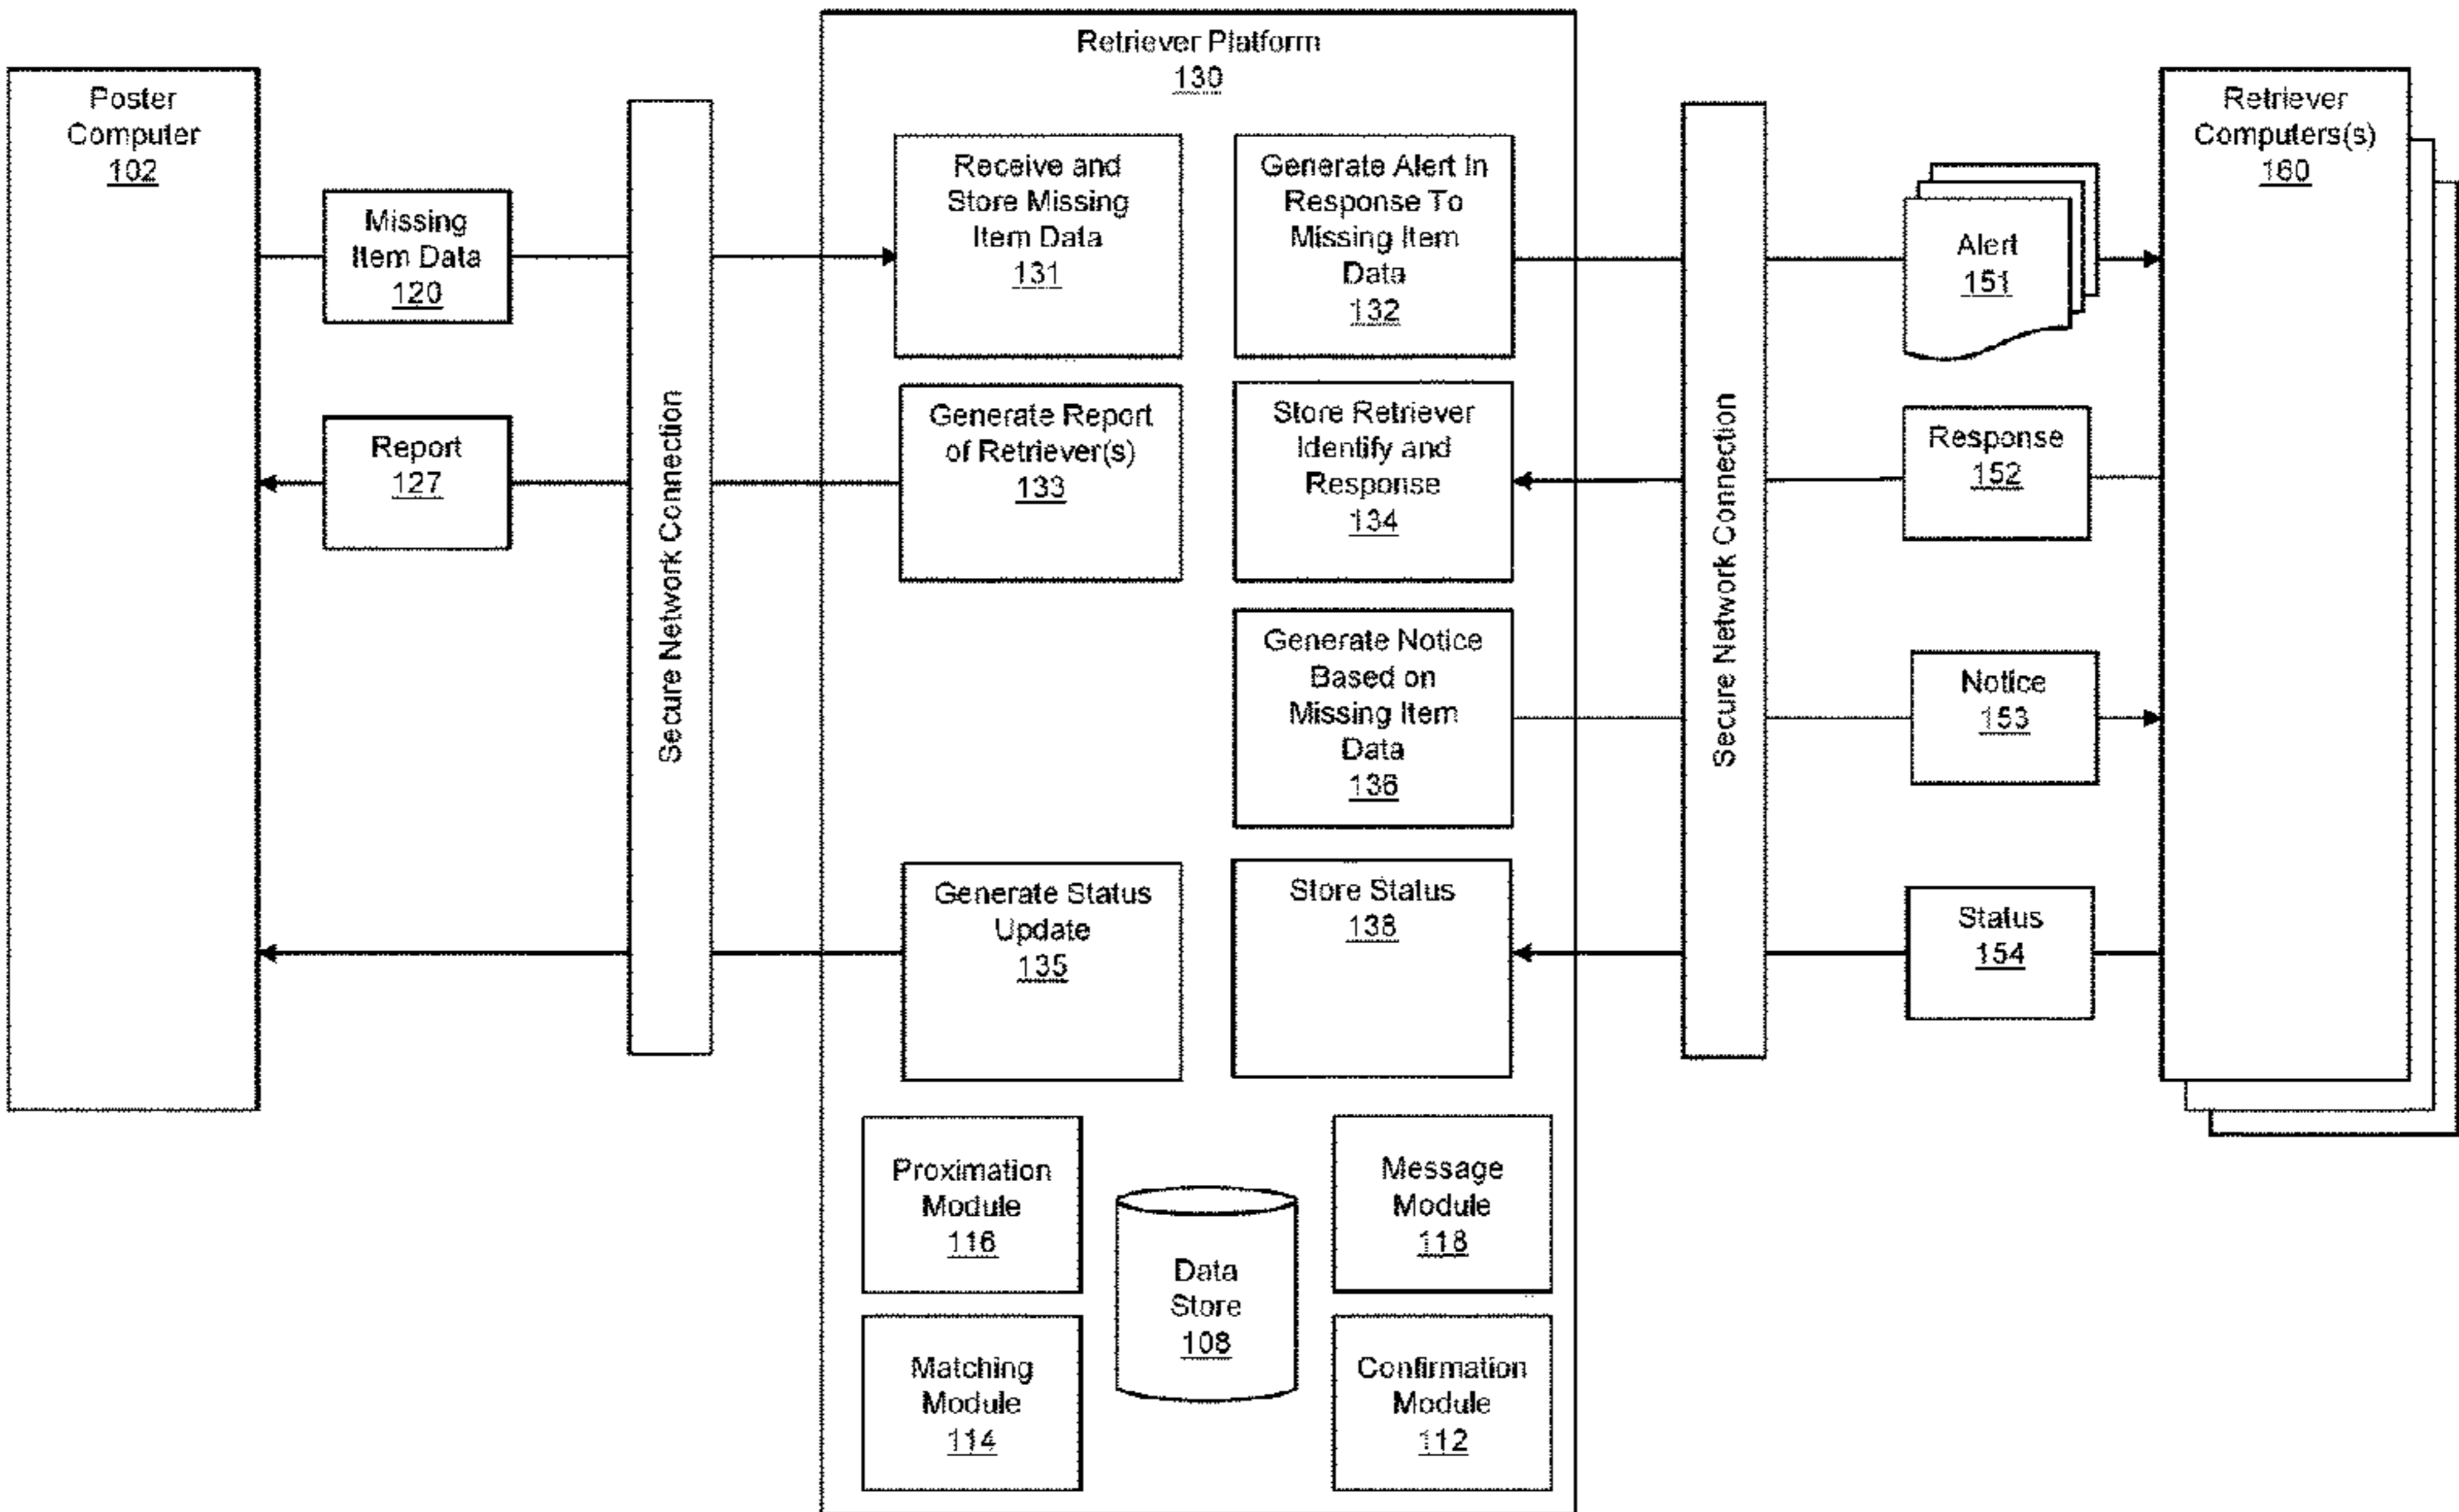 Retriever Platform
130
Poster
Computer
102
Missing
Item Data
120
Report
127
Secure Network Connection
Receive and
Store Missing
Item Data
131
Generate Alert In
Response To
Missing Item
Data
132
Generate Report
of Retriever(s)
133
Store Retriever
Identify and
Response
134
Generate Notice
Based on
Missing Item
Data
136
Generate Status
Update
135
Store Status
138
Proximation
Module
116
Message
Module
118
Data
Store
108
Matching
Module
114
Confirmation
Module
112
Secure Network Connection
Alert
151
Response
152
Notice
153
Status
154
Retriever
Computers(s)
160